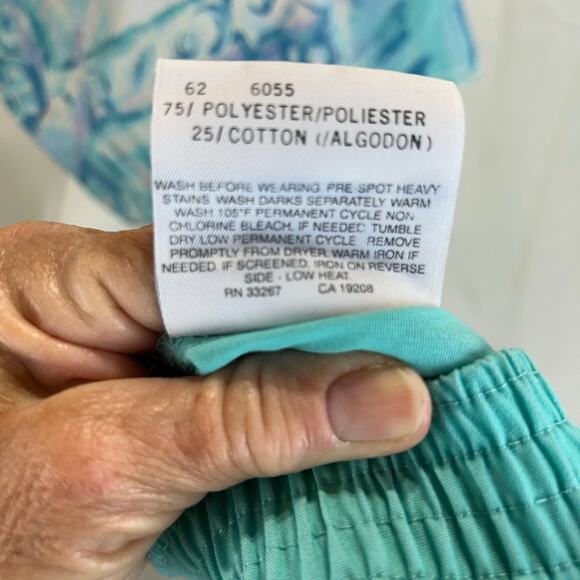 62 6055
75/ POLYESTER/POLIESTER
25/COTTON (/ALGODON)
WASH BEFORE WEARING PRE-SPOT HEAVY
STAINS WASH DARKS SEPARATELY WARM
WASH 105°F PERMANENT CYCLE NON
CHLORINE BLEACH, IF NEEDED TUMBLE
DRY LOW PERMANENT CYCLE REMOVE
PROMPTLY FROM DRYER. WARM IRON IF
NEEDED. IF SCREENED, IRON ON REVERSE
SIDE - LOW HEAT.
RN 33267 CA 19208